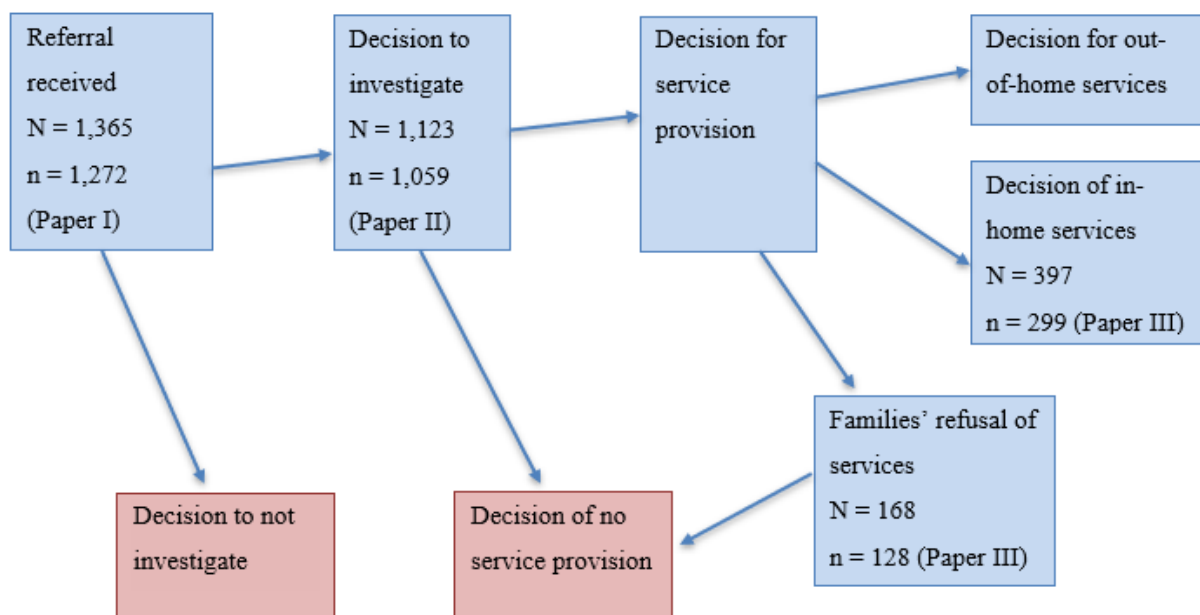 Referral
received
N = 1,365
n = 1,272
(Paper I)
Decision to
investigate
N = 1,123
n = 1,059
(Paper II)
Decision for
service
provision
Decision for out-
of-home services
Decision of in-
home services
N = 397
n = 299 (Paper III)
Families’ refusal of
services
N = 168
n = 128 (Paper III)
Decision to not
investigate
Decision of no
service provision